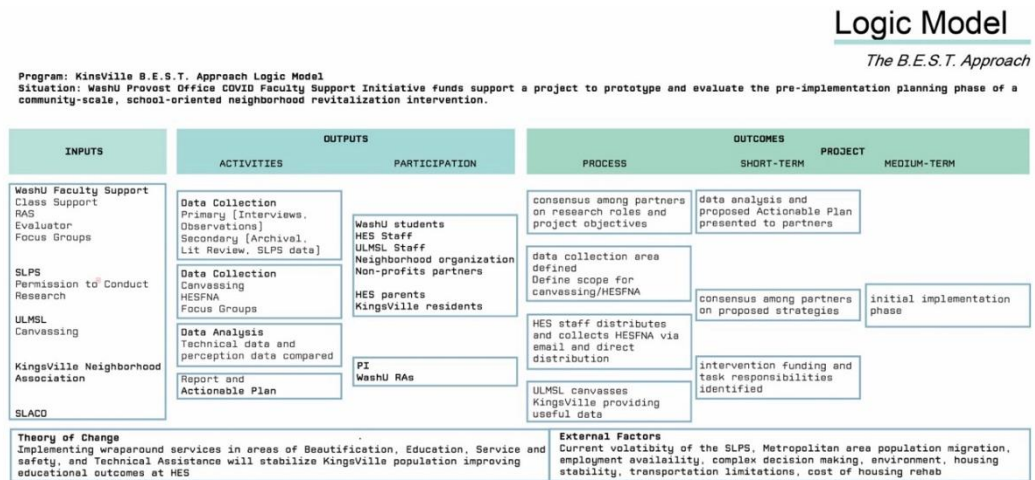 Logic Model
The B.E.S.T. Approach
Program: KinsVille B.E.S.T. Approach Logic Model
Situation: WashU Provost Office COVID Faculty Support Initiative funds support a project to prototype and evaluate the pre-implementation planning phase of a
community-scale, school-oriented neighborhood revitalization intervention.
INPUTS
WashU Faculty Support
Class Support
RAS
Evaluator
Focus Groups
SLPS
Permission to Conduct
Research
ULMSL
Canvassing
KingsVille Neighborhood
Association
SLACO
OUTPUTS
ACTIVITIES
Data Collection
Primary [Interviews,
Observations]
Secondary [Archival,
Lit Review, SLPS data]
Data Collection
Canvassing
HESFNA
Focus Groups
Data Analysis
Technical data and
perception data compared
Report and
Actionable Plan
PARTICIPATION
WashU students
HES Staff
ULMSL Staff
Neighborhood organization
Non-profits partners
HES parents
KingsVille residents
PI
WashU RAs
OUTCOMES
PROJECT
PROCESS
consensus among partners
on research roles and
project objectives
data collection area
defined
Define scope for
canvassing/HESFNA
HES staff distributes
and collects HESFNA via
email and direct
distribution
ULMSL canvasses
KingsVille providing
useful data
SHORT-TERM
data analysis and
proposed Actionable Plan
presented to partners
consensus among partners
on proposed strategies
intervention funding and
task responsibilities
identified
MEDIUM-TERM
initial implementation
phase
Theory of Change
Implementing wraparound services in areas of Beautification, Education, Service and
safety, and Technical Assistance will stabilize KingsVille population improving
educational outcomes at HES
External Factors
Current volatibity of the SLPS, Metropolitan area population migration,
employment availaility, complex decision making, environment, housing
stability, transportation limitations, cost of housing rehab